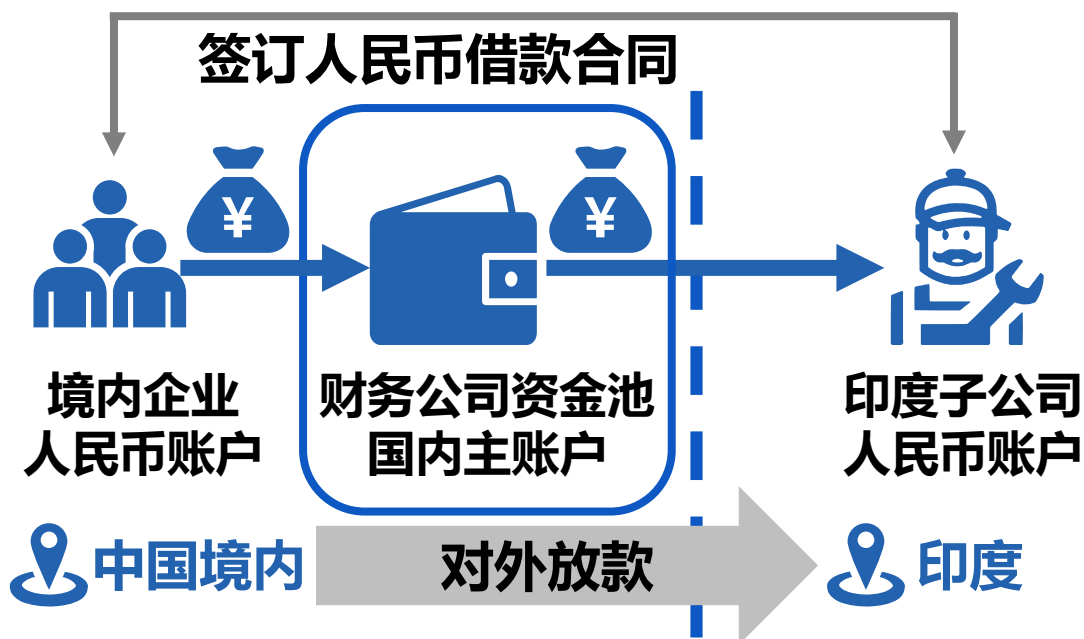 签订人民币借款合同
¥
¥
境内企业
人民币账户
财务公司资金池
国内主账户
印度子公司
人民币账户
中国境内
对外放款
印度